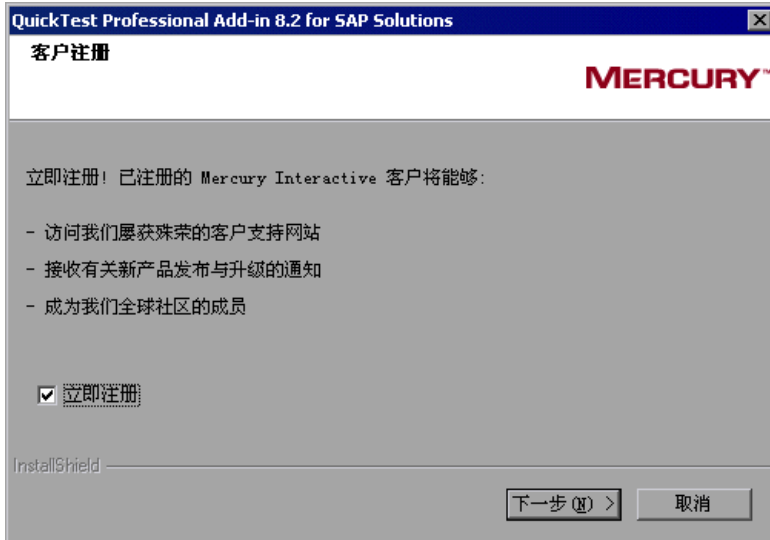 QuickTest Professional Add-in 8.2 for SAP Solutions
客户注册
MERCURY™
立即注册! 已注册的 Mercury Interactive 客户将能够:
- 访问我们屡获殊荣的客户支持网站
- 接收有关新产品发布与升级的通知
- 成为我们全球社区的成员
立即注册
InstallShield
下一步(N) >
取消